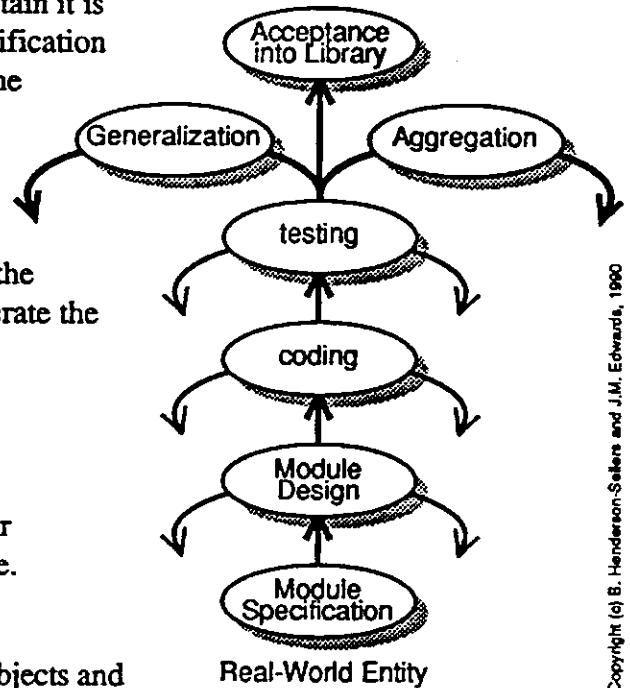 tain it is
ification
ne
the
erate the
r
e.
bjects and
Acceptance
into Library
Generalization
Aggregation
testing
coding
Module
Design
Module
Specification
Real-World Entity
Copyright (c) B. Henderson-Sellers and J.M. Edwards, 1990